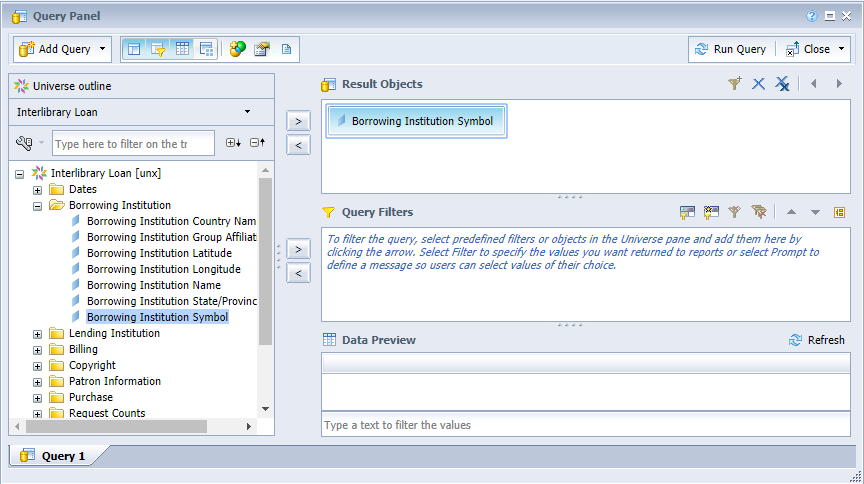 Query Panel
Add Query
Run Query
Close
Universe outline
Interlibrary Loan
Type here to filter on the tr
Interlibrary Loan [unx]
Dates
Borrowing Institution
Borrowing Institution Country Nam
Borrowing Institution Group Affiliat
Borrowing Institution Latitude
Borrowing Institution Longitude
Borrowing Institution Name
Borrowing Institution State/Provinc
Borrowing Institution Symbol
Lending Institution
Billing
Copyright
Patron Information
Purchase
Request Counts
>
<
>
<
Result Objects
Borrowing Institution Symbol
Query Filters
To filter the query, select predefined filters or objects in the Universe pane and add them here by
clicking the arrow. Select Filter to specify the values you want returned to reports or select Prompt to
define a message so users can select values of their choice.
Data Preview
Refresh
Type a text to filter the values
Query 1